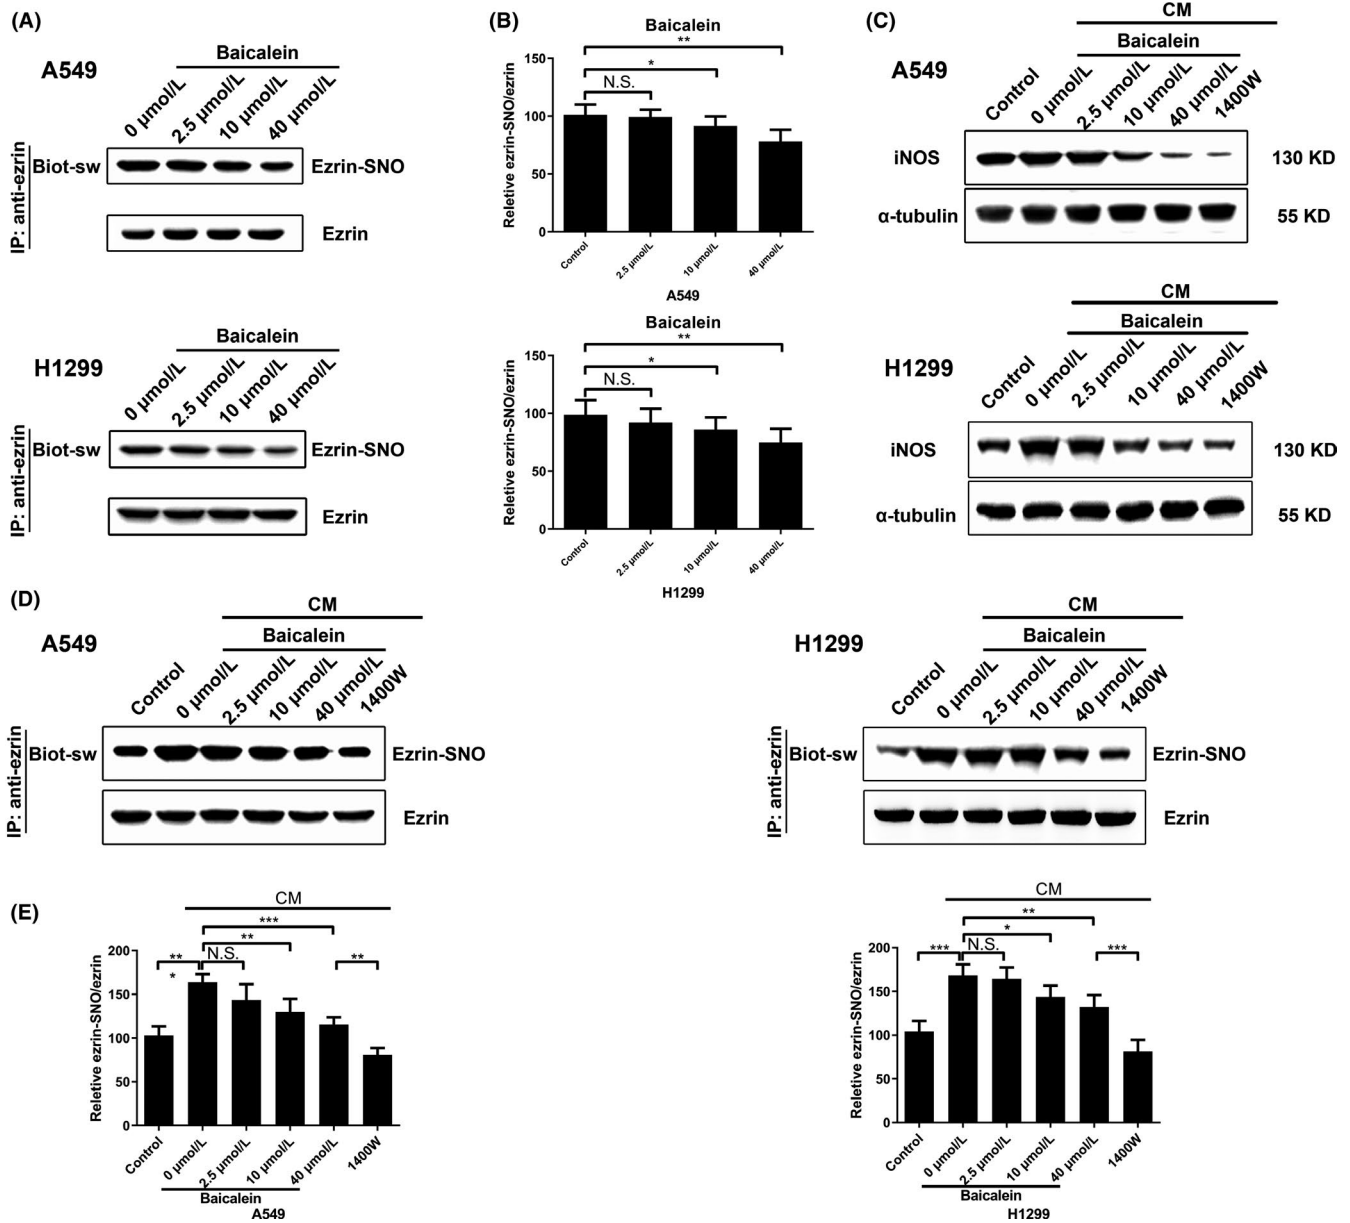 (A)
A549
Baicalein
0 µmol/L
2.5 µmol/L
10 µmol/L
40 µmol/L
IP: anti-ezrin
Biot-sw
Ezrin-SNO
Ezrin
H1299
Baicalein
0 µmol/L
2.5 µmol/L
10 µmol/L
40 µmol/L
IP: anti-ezrin
Biot-sw
Ezrin-SNO
Ezrin
(B)
Baicalein
**
*
N.S.
Reletive ezrin-SNO/ezrin
150
100
50
0
Control
2.5 µmol/L
10 µmol/L
40 µmol/L
A549
Baicalein
**
*
N.S.
Reletive ezrin-SNO/ezrin
150
100
50
0
Control
2.5 µmol/L
10 µmol/L
40 µmol/L
H1299
(C)
CM
Baicalein
A549
Control
0 µmol/L
2.5 µmol/L
10 µmol/L
40 µmol/L
1400W
iNOS
130 KD
α-tubulin
55 KD
CM
Baicalein
H1299
Control
0 µmol/L
2.5 µmol/L
10 µmol/L
40 µmol/L
1400W
iNOS
130 KD
α-tubulin
55 KD
(D)
CM
Baicalein
A549
Control
0 µmol/L
2.5 µmol/L
10 µmol/L
40 µmol/L
1400W
IP: anti-ezrin
Biot-sw
Ezrin-SNO
Ezrin
CM
Baicalein
H1299
Control
0 µmol/L
2.5 µmol/L
10 µmol/L
40 µmol/L
1400W
IP: anti-ezrin
Biot-sw
Ezrin-SNO
Ezrin
(E)
CM
***
**
**
*
N.S.
**
Reletive ezrin-SNO/ezrin
200
150
100
50
0
Control
0 µmol/L
2.5 µmol/L
10 µmol/L
40 µmol/L
1400W
Baicalein
A549
CM
**
*
***
N.S.
***
Reletive ezrin-SNO/ezrin
200
150
100
50
0
Control
0 µmol/L
2.5 µmol/L
10 µmol/L
40 µmol/L
1400W
Baicalein
H1299